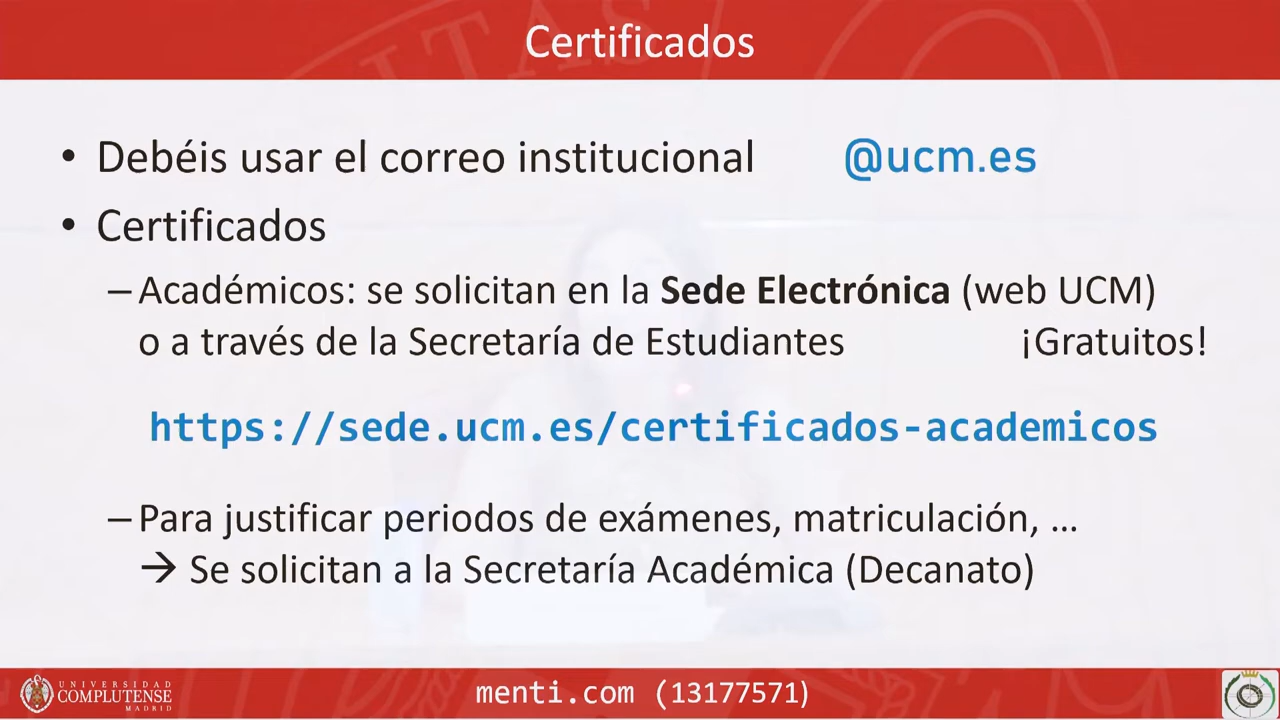 Certificados
• Debéis usar el correo institucional @ucm.es
• Certificados
– Académicos: se solicitan en la Sede Electrónica (web UCM)
o a través de la Secretaría de Estudiantes ¡Gratuitos!
https://sede.ucm.es/certificados-academicos
– Para justificar periodos de exámenes, matriculación, ...
→ Se solicitan a la Secretaría Académica (Decanato)
UNIVERSIDAD
COMPLUTENSE
MADRID
menti.com (13177571)